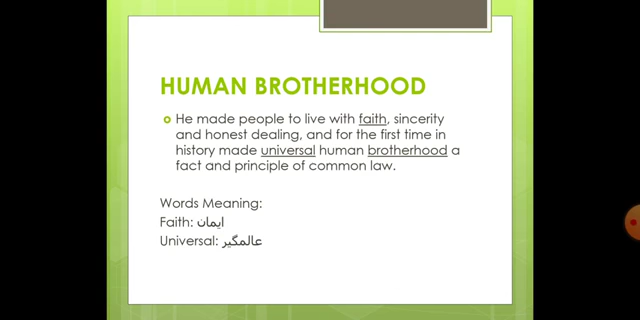 HUMAN BROTHERHOOD
He made people to live with faith, sincerity
and honest dealing, and for the first time in
history made universal human brotherhood a
fact and principle of common law.
Words Meaning:
Faith: ایمان
Universal: عالمگیر